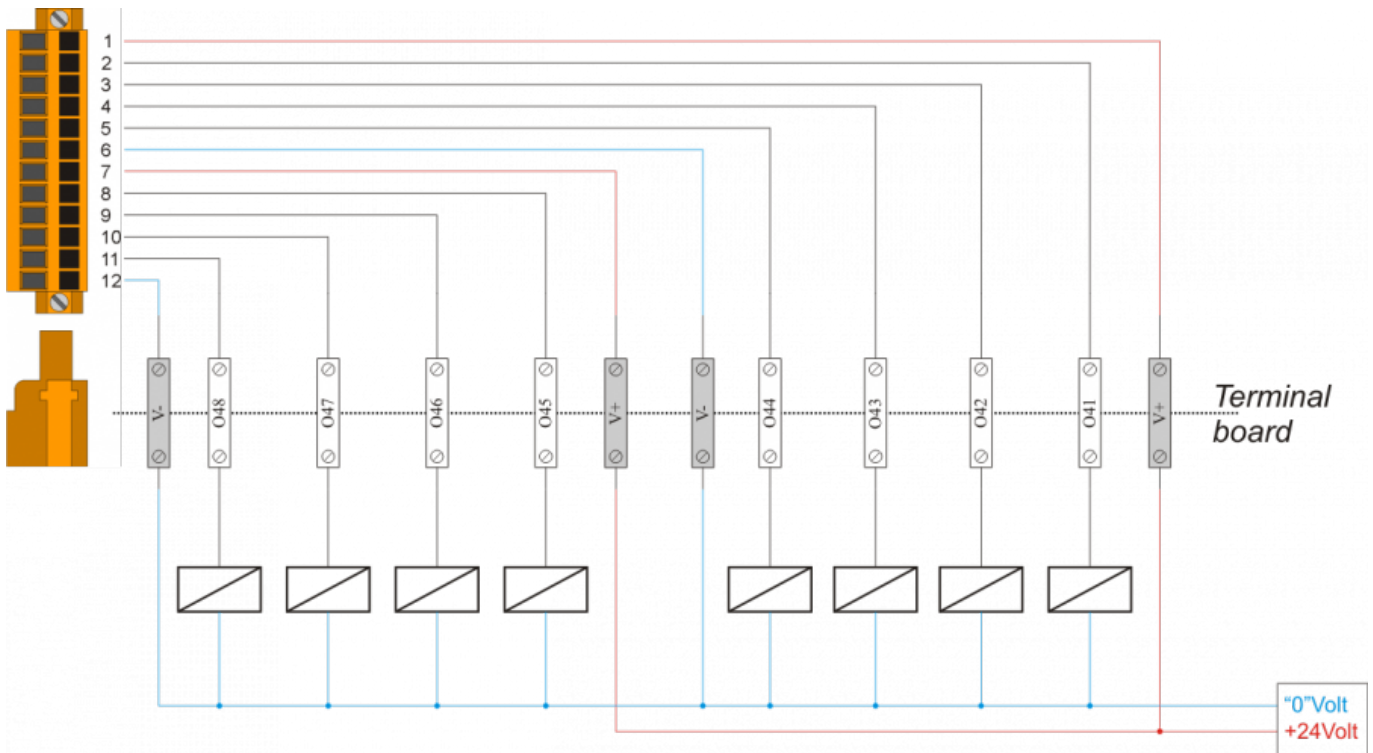 1
2
3
4
5
6
7
8
9
10
11
12
V-
O48
O47
O46
O45
V+
V-
O44
O43
O42
O41
V+
Terminal
board
"0"Volt
+24Volt